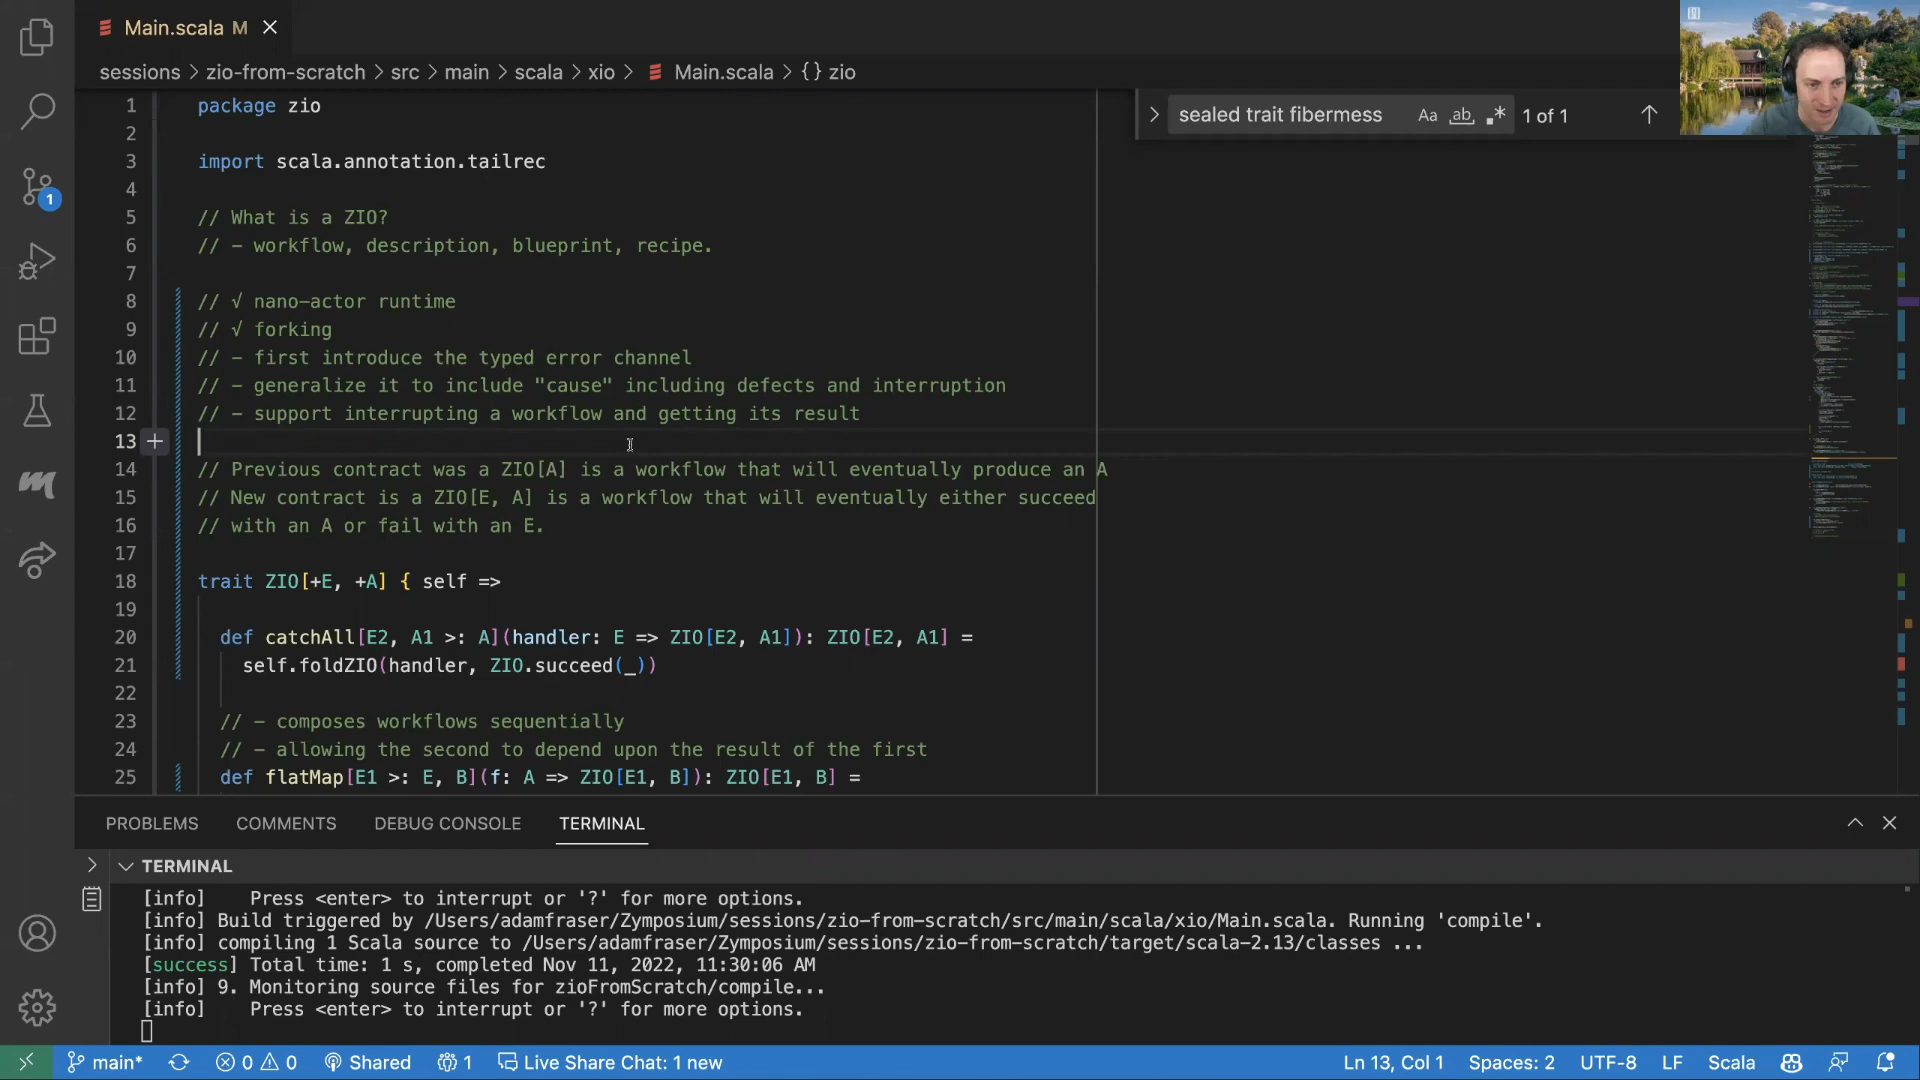 Main.scala M
sessions > zip-from-scratch > src > main > scala > xio > Main.scala > {} zio
sealed trait fibermess Aa ab .* 1 of 1
1 package zio
2
3 import scala.annotation.tailrec
4
5 // What is a ZIO?
6 // - workflow, description, blueprint, recipe.
7
8 // √ nano-actor runtime
9 // √ forking
10 // - first introduce the typed error channel
11 // - generalize it to include "cause" including defects and interruption
12 // - support interrupting a workflow and getting its result
13
14 // Previous contract was a ZIO[A] is a workflow that will eventually produce an A
15 // New contract is a ZIO[E, A] is a workflow that will eventually either succeed
16 // with an A or fail with an E.
17
18 trait ZIO[+E, +A] { self =>
19
20 def catchAll[E2, A1 >: A](handler: E => ZIO[E2, A1]): ZIO[E2, A1] =
21 self.foldZIO(handler, ZIO.succeed(_))
22
23 // - composes workflows sequentially
24 // - allowing the second to depend upon the result of the first
25 def flatMap[E1 >: E, B](f: A => ZIO[E1, B]): ZIO[E1, B] =
1
PROBLEMS COMMENTS DEBUG CONSOLE TERMINAL
TERMINAL
[info] Press <enter> to interrupt or '?' for more options.
[info] Build triggered by /Users/adamfraser/Zymposium/sessions/zio-from-scratch/src/main/scala/xio/Main.scala. Running 'compile'.
[info] compiling 1 Scala source to /Users/adamfraser/Zymposium/sessions/zio-from-scratch/target/scala-2.13/classes ...
[success] Total time: 1 s, completed Nov 11, 2022, 11:30:06 AM
[info] 9. Monitoring source files for zioFromScratch/compile...
[info] Press <enter> to interrupt or '?' for more options.
main* 0 0 Shared 1 Live Share Chat: 1 new Ln 13, Col 1 Spaces: 2 UTF-8 LF Scala